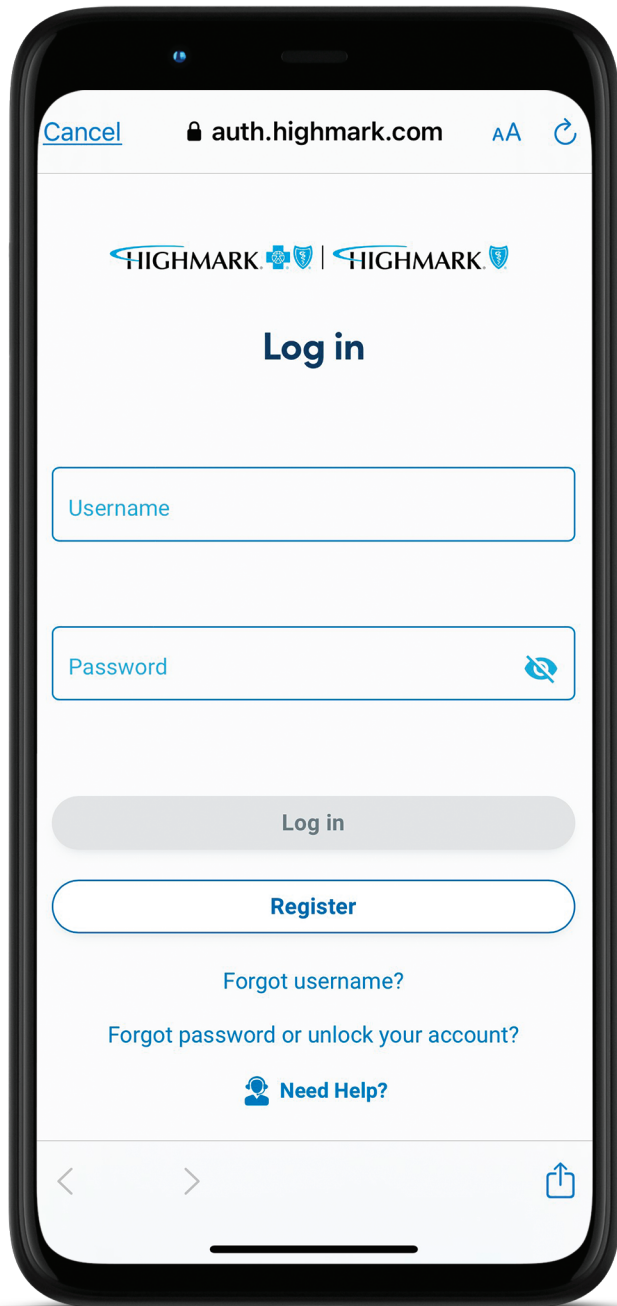 Cancel auth.highmark.com AA
HIGHMARK. | HIGHMARK.
Log in
Username
Password
Log in
Register
Forgot username?
Forgot password or unlock your account?
Need Help?